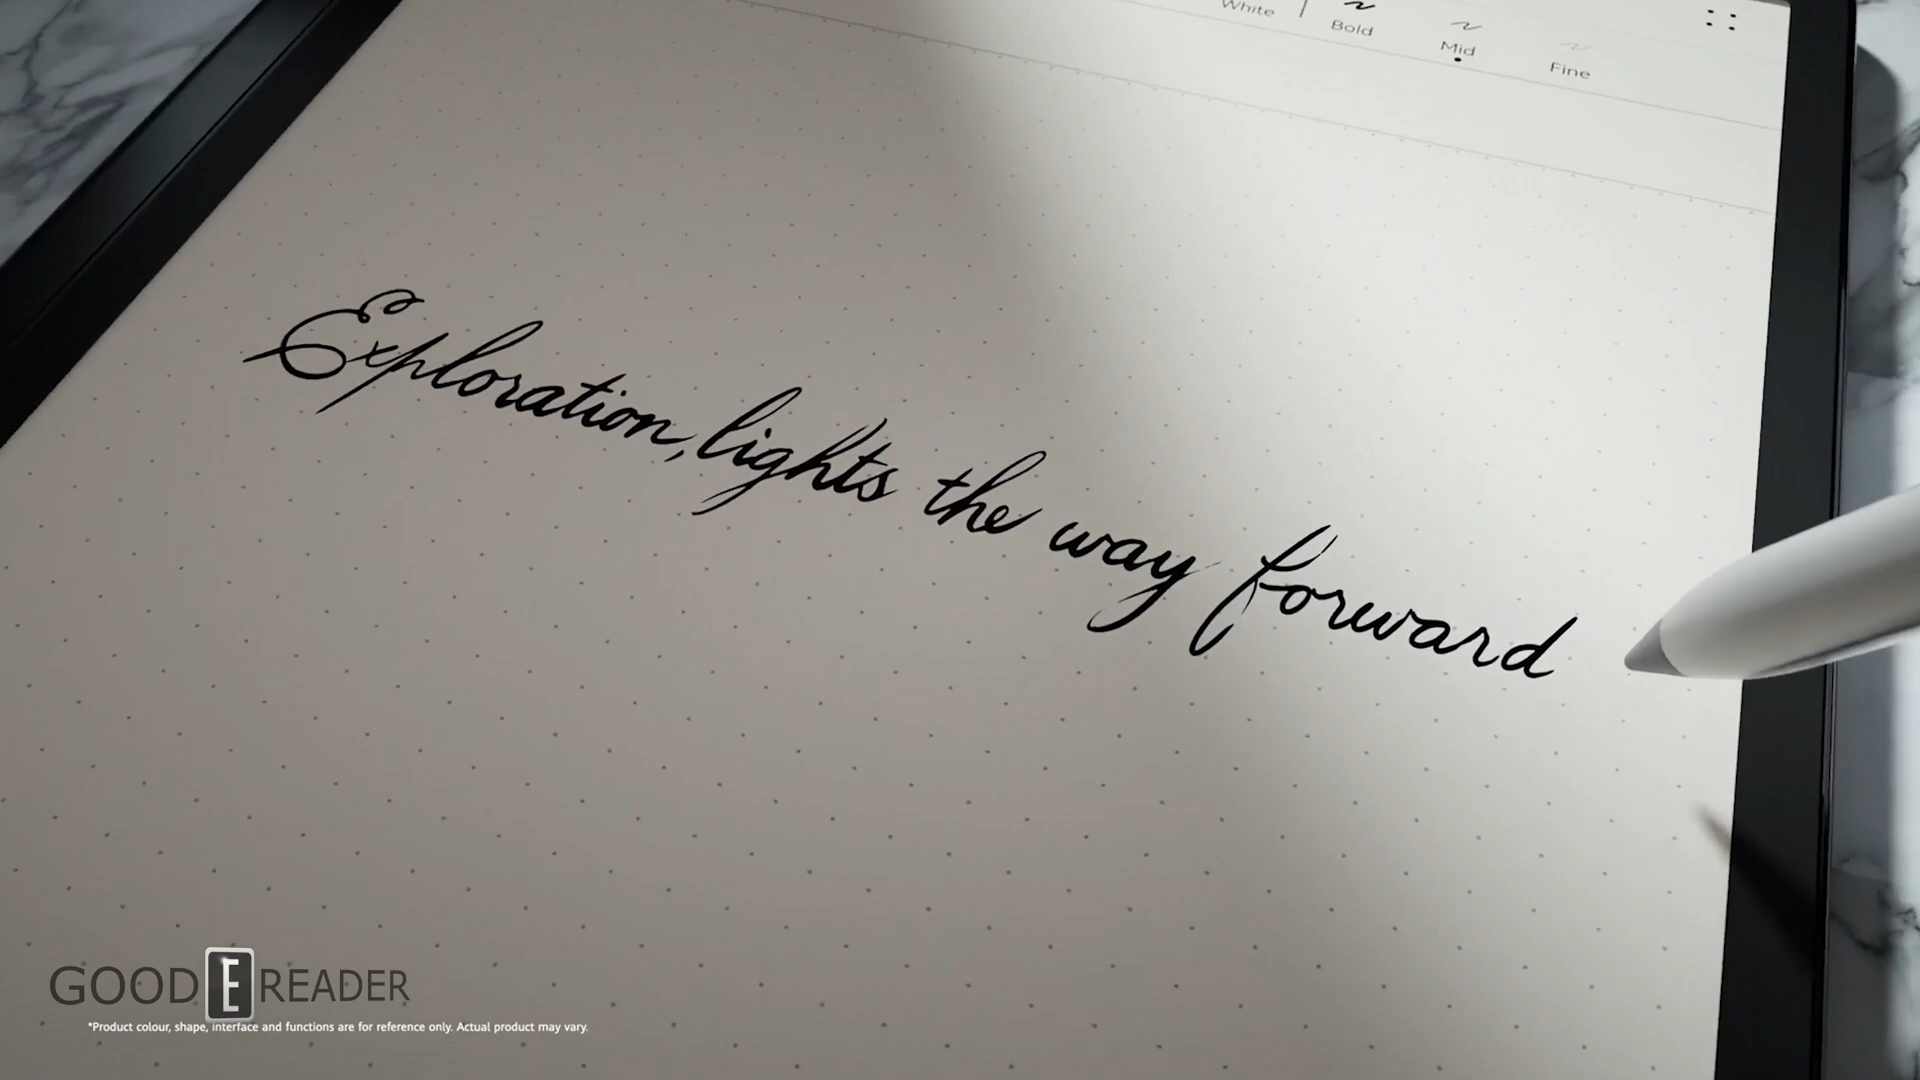 White
Bold
Mid
Fine
Exploration, lights the way forward
GOOD E READER
*Product colour, shape, interface and functions are for reference only. Actual product may vary.